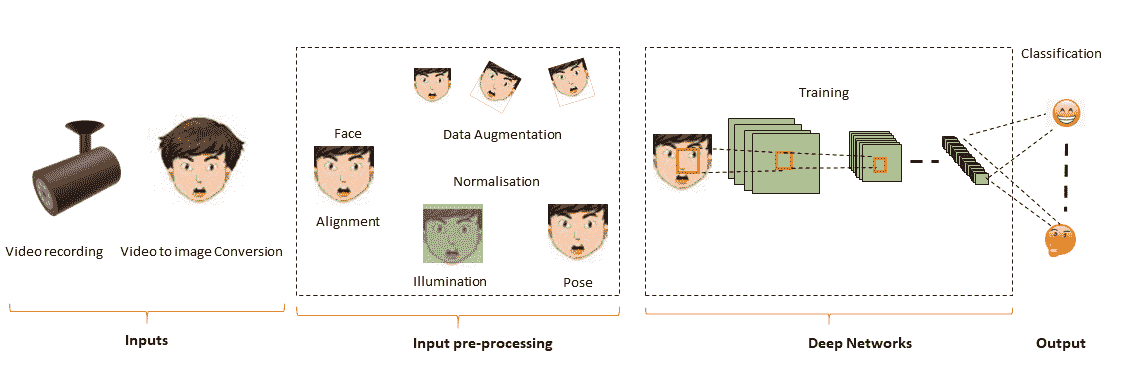 Video recording
Video to image Conversion
Inputs
Face
Alignment
Data Augmentation
Normalisation
Illumination
Pose
Input pre-processing
Training
Deep Networks
Classification
Output